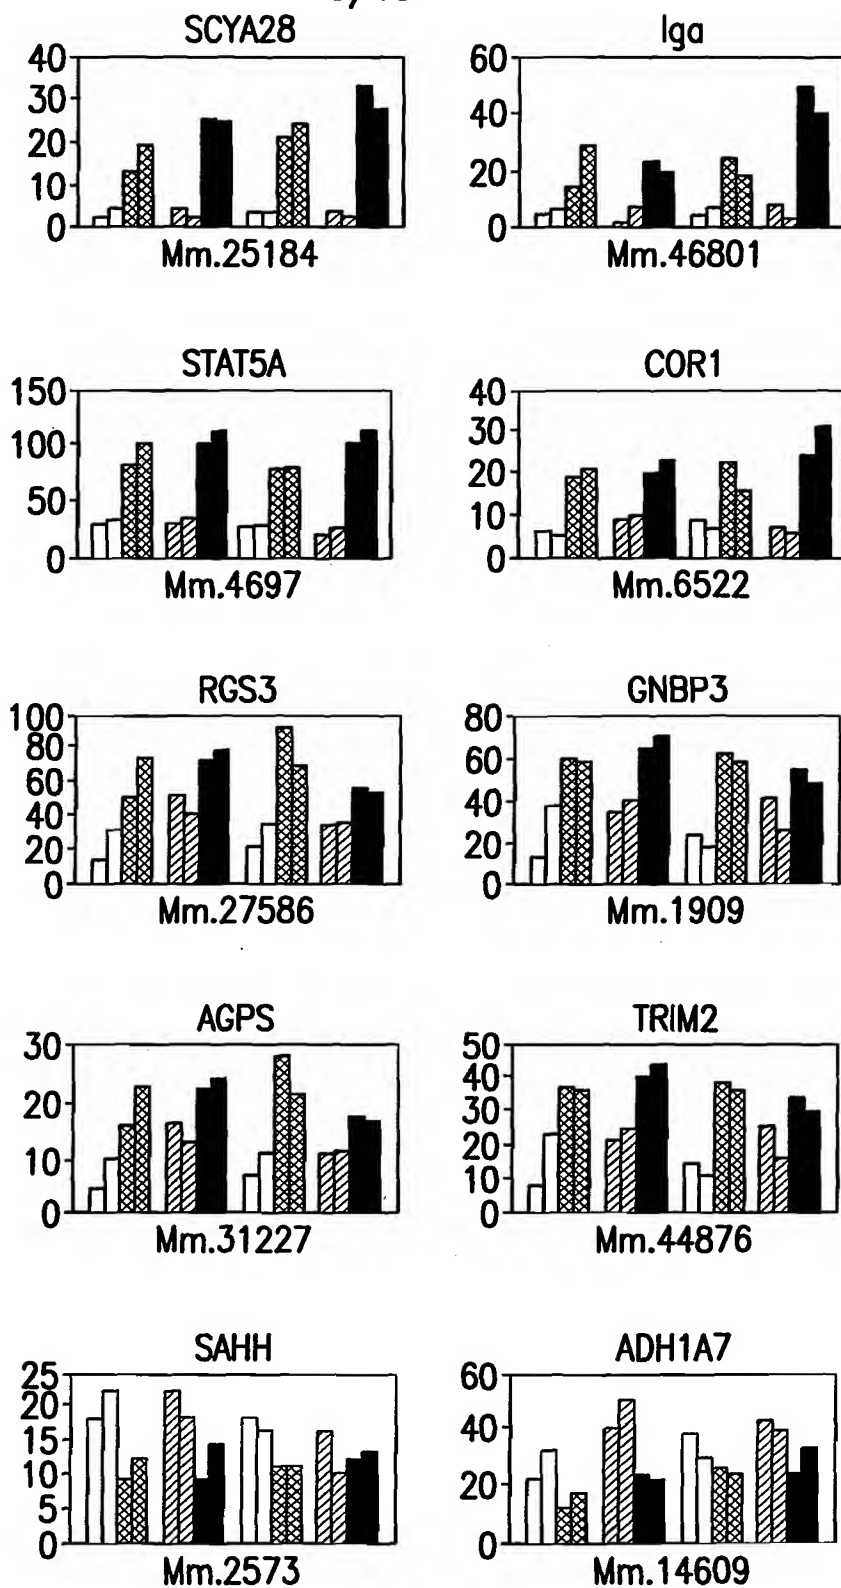 SCYA28
40
30
20
10
0
Mm.25184
Iga
60
40
20
0
Mm.46801
STAT5A
150
100
50
0
Mm.4697
COR1
40
30
20
10
0
Mm.6522
RGS3
100
80
60
40
20
0
Mm.27586
GNBP3
80
60
40
20
0
Mm.1909
AGPS
30
20
10
0
Mm.31227
TRIM2
50
40
30
20
10
0
Mm.44876
SAHH
25
20
15
10
5
0
Mm.2573
ADH1A7
60
40
20
0
Mm.14609